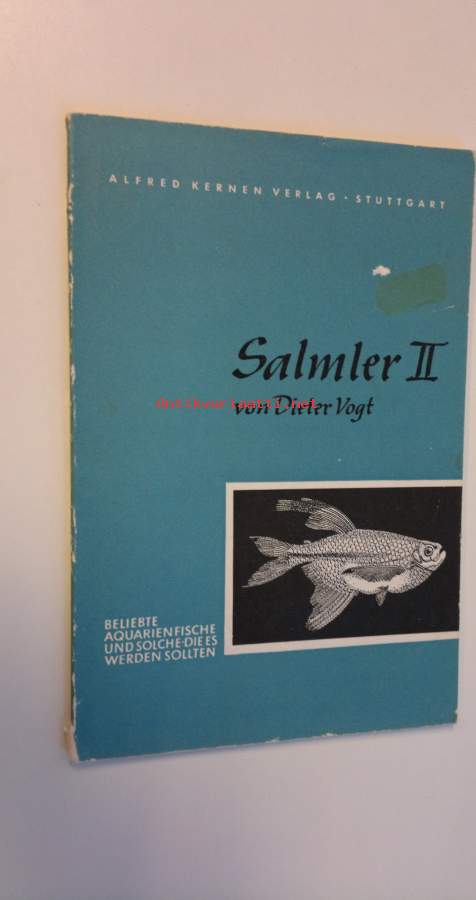 ALFRED KERNEN VERLAG · STUTTGART
Salmler II
von Dieter Vogt
BELIEBTE
AQUARIENFISCHE
UND SOLCHE·DIE ES
WERDEN SOLLTEN